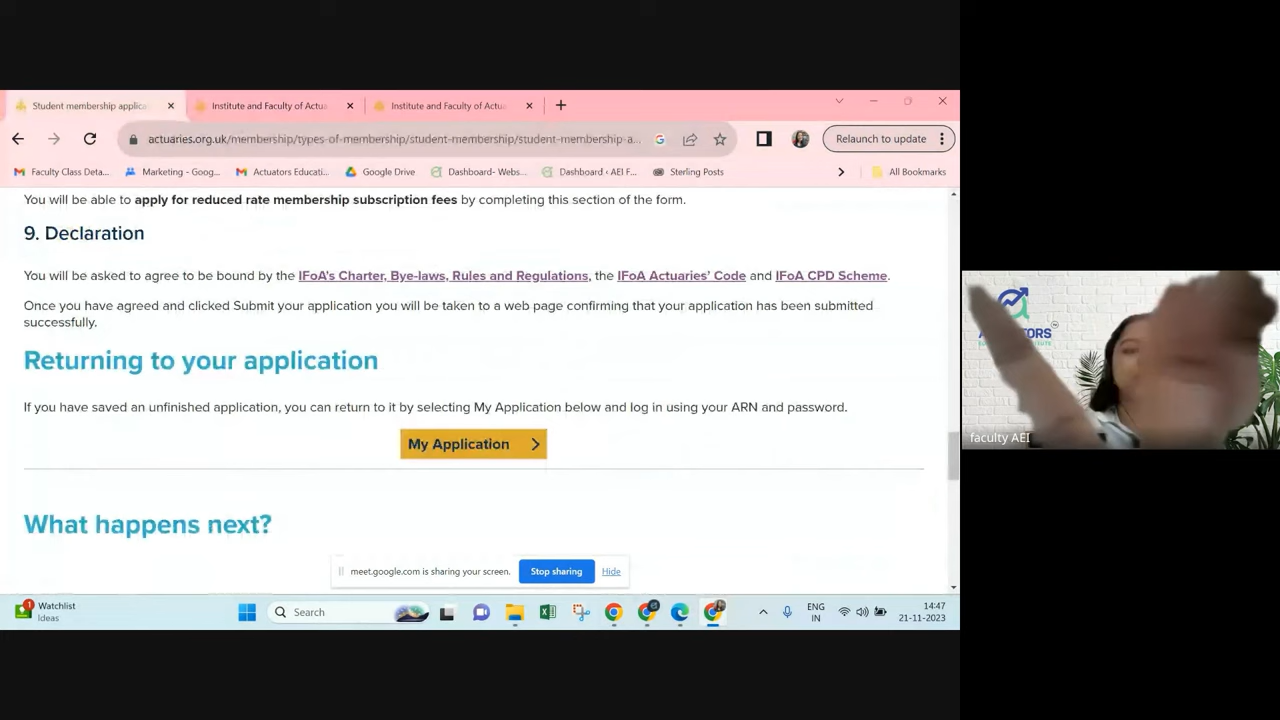 Student membership applica
Institute and Faculty of Actua
Institute and Faculty of Actua
actuaries.org.uk/membership/types-of-membership/student-membership/student-membership-a...
Relaunch to update
Faculty Class Deta...
Marketing - Goog...
Actuators Educati...
Google Drive
Dashboard- Webs...
Dashboard ‹ AEI F...
Sterling Posts
All Bookmarks
You will be able to apply for reduced rate membership subscription fees by completing this section of the form.
9. Declaration
You will be asked to agree to be bound by the IFoA's Charter, Bye-laws, Rules and Regulations, the IFoA Actuaries' Code and IFoA CPD Scheme.
Once you have agreed and clicked Submit your application you will be taken to a web page confirming that your application has been submitted
successfully.
Returning to your application
If you have saved an unfinished application, you can return to it by selecting My Application below and log in using your ARN and password.
My Application
What happens next?
meet.google.com is sharing your screen.
Stop sharing
Hide
faculty AEI
1
Watchlist
Ideas
Search
ENG
IN
14:47
21-11-2023